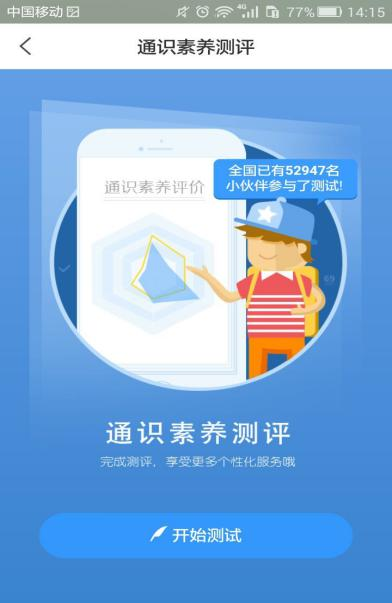 中国移动 4G 77% 14:15
通识素养测评
全国已有52947名
小伙伴参与了测试!
通识素养评价
69
通识素养测评
完成测评，享受更多个性化服务哦
开始测试